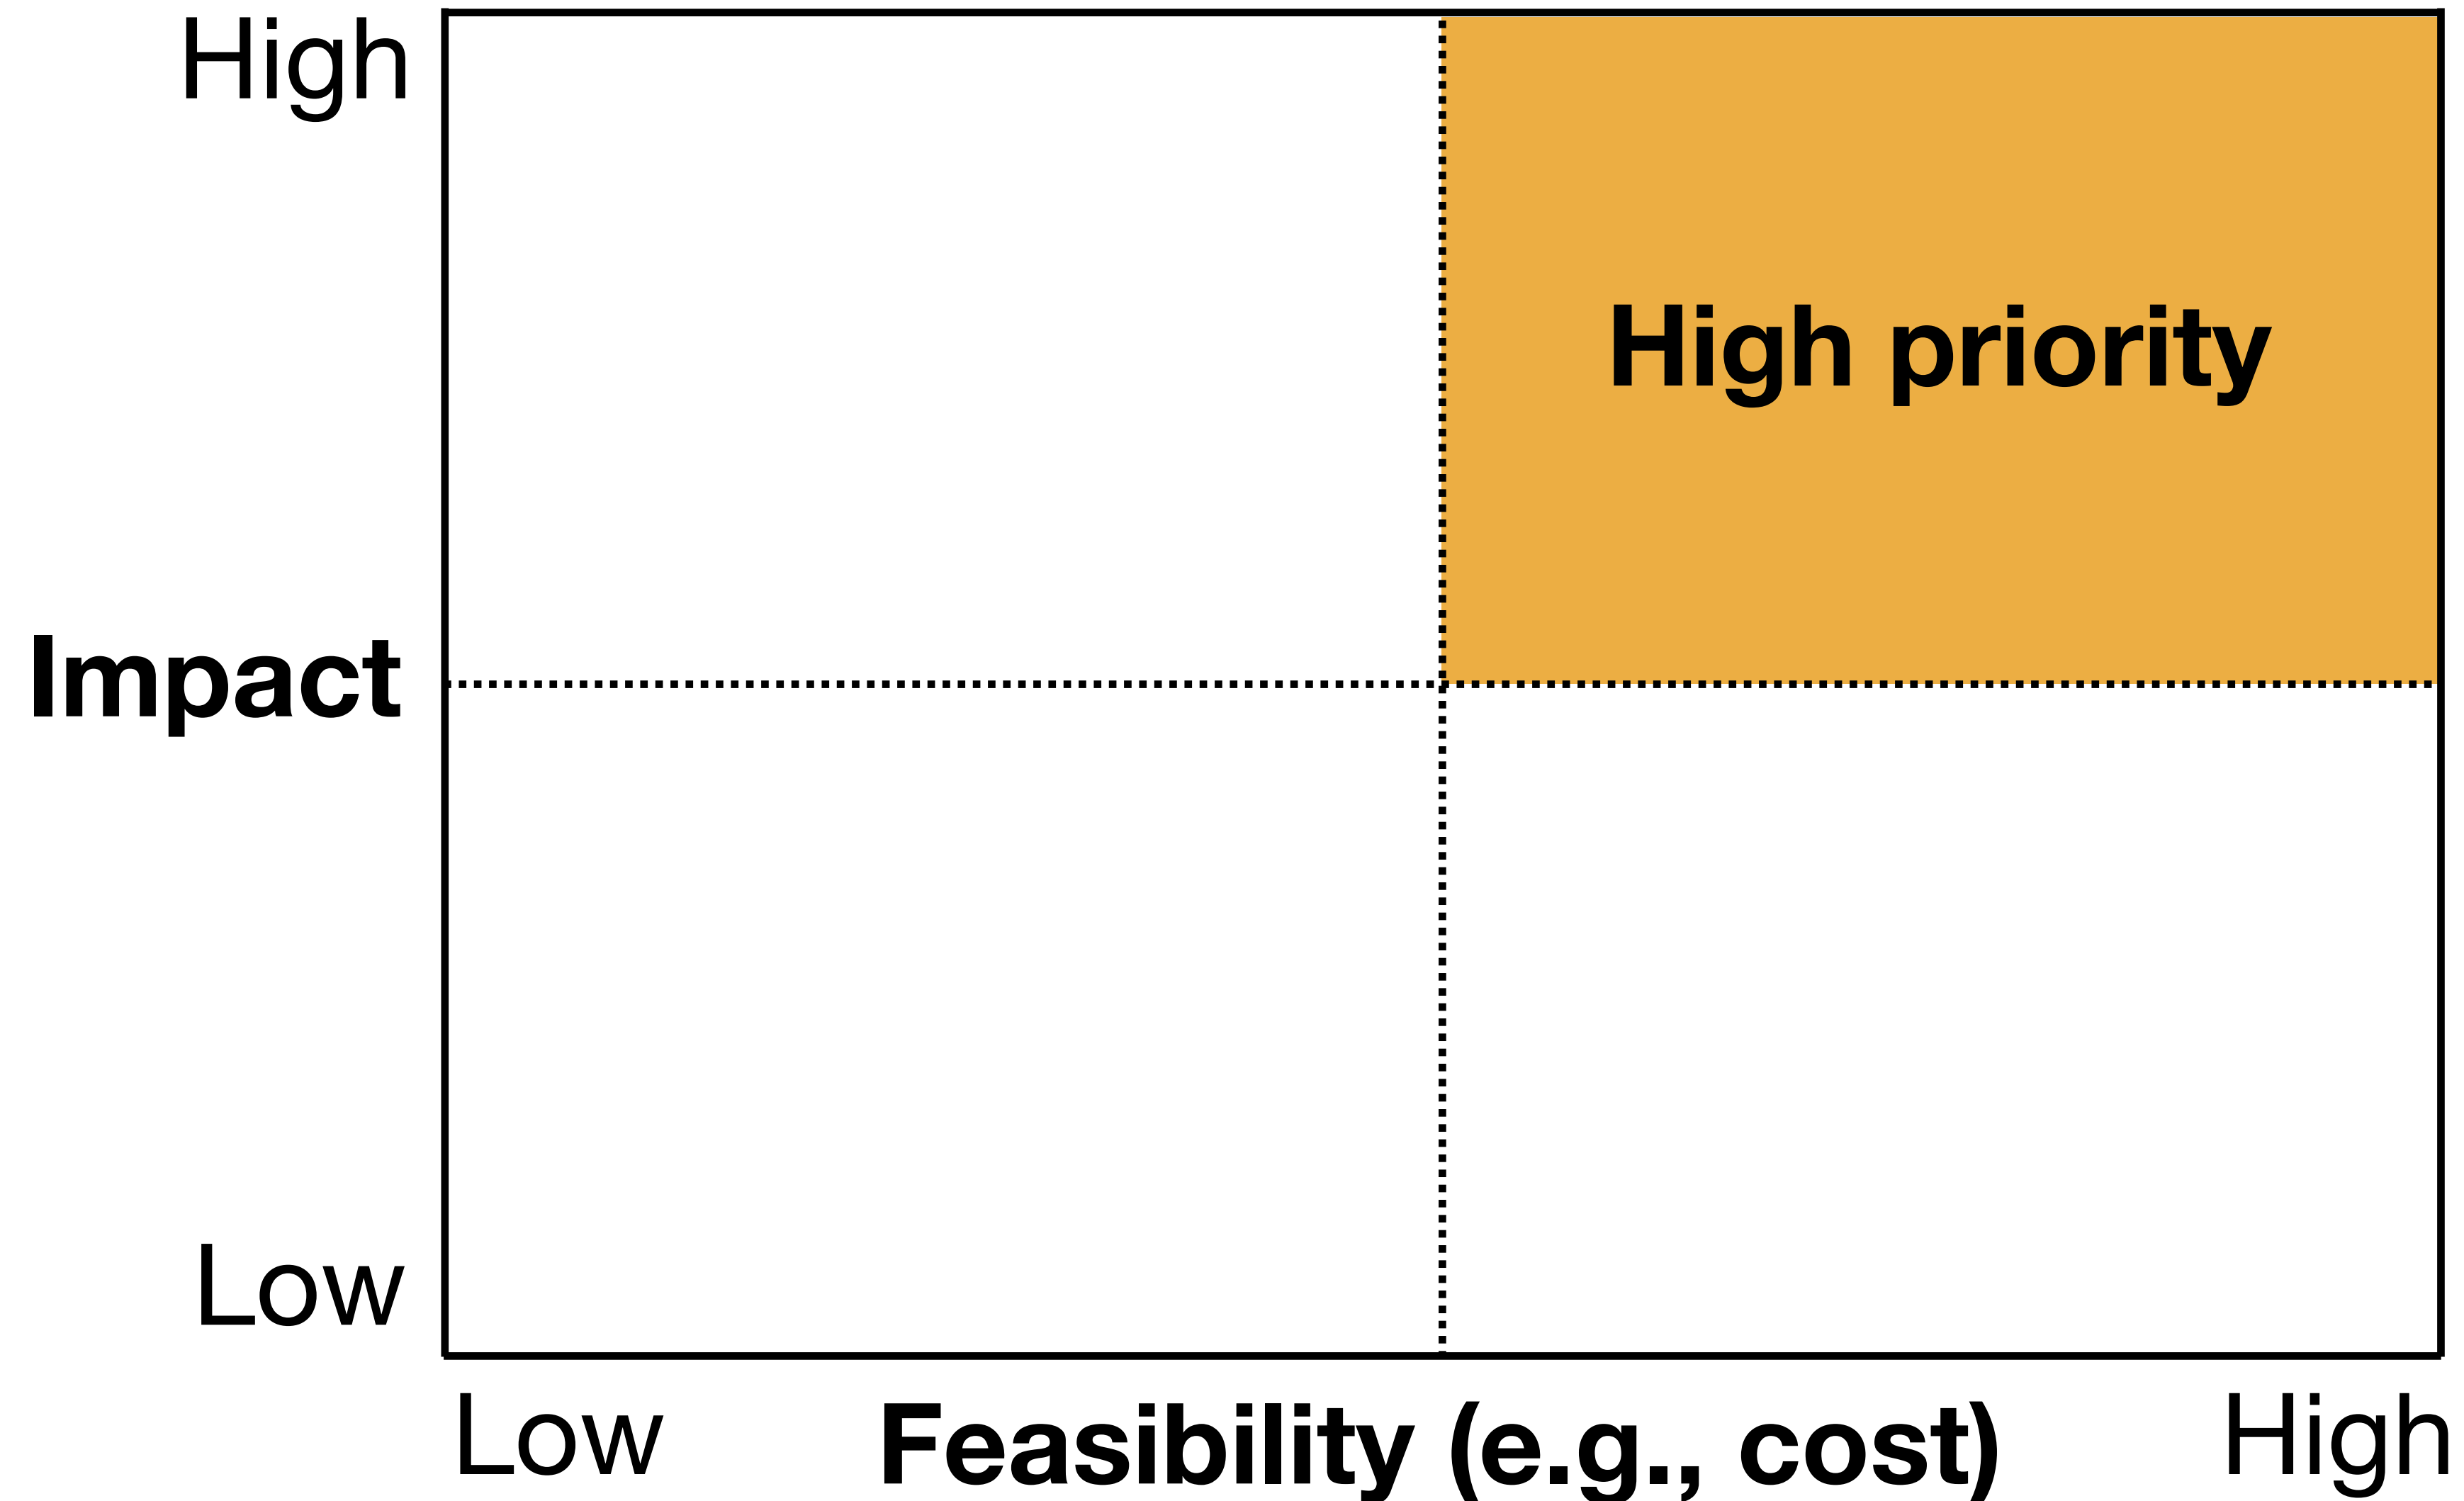 High
High priority
Impact
Low
Low
Feasibility (e.g., cost)
High